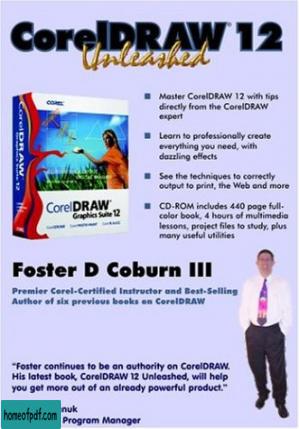 CorelDRAW® 12
Unleashed
Master CorelDRAW 12 with tips
directly from the CorelDRAW
expert
Learn to professionally create
everything you need, with
dazzling effects
See the techniques to correctly
output to print, the Web and more
CD-ROM includes 440 page full-
color book, 4 hours of multimedia
lessons, project files to study, plus
many useful utilities
COREL
CorelDRAW
Graphics Suite 12
Foster D Coburn III
Premier Corel-Certified Instructor and Best-Selling
Author of six previous books on CorelDRAW
"Foster continues to be an authority on CorelDRAW.
His latest book, CorelDRAW 12 Unleashed, will help
you get more out of an already powerful product."
nuk
Program Manager
homeofpdf.com